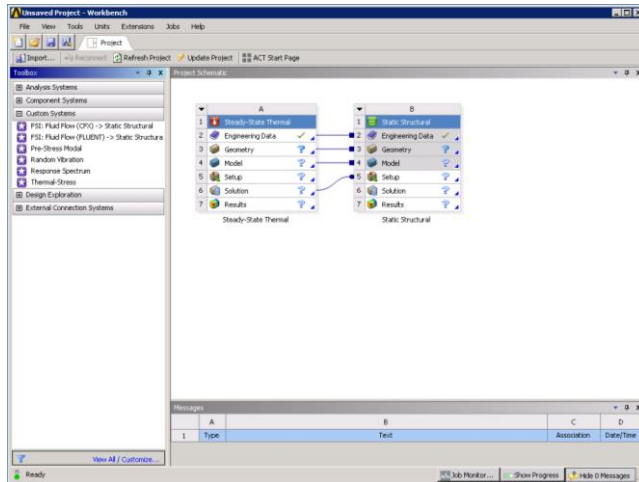 Unsaved Project - Workbench
File View Tools Units Extensions Jobs Help
Project
Import... Reconnect Refresh Project Update Project ACT Start Page
Toolbox
Project Schematic
Analysis Systems
Component Systems
Custom Systems
FSI: Fluid Flow (CFX) -> Static Structural
FSI: Fluid Flow (FLUENT) -> Static Structura
Pre-Stress Modal
Random Vibration
Response Spectrum
Thermal-Stress
Design Exploration
External Connection Systems
A
1 Steady-State Thermal
2 Engineering Data
3 Geometry
4 Model
5 Setup
6 Solution
7 Results
Steady-State Thermal
B
1 Static Structural
2 Engineering Data
3 Geometry
4 Model
5 Setup
6 Solution
7 Results
Static Structural
Messages
A B C D
1 Type Text Association Date/Time
View All / Customize...
Ready
Job Monitor... Show Progress Hide 0 Messages